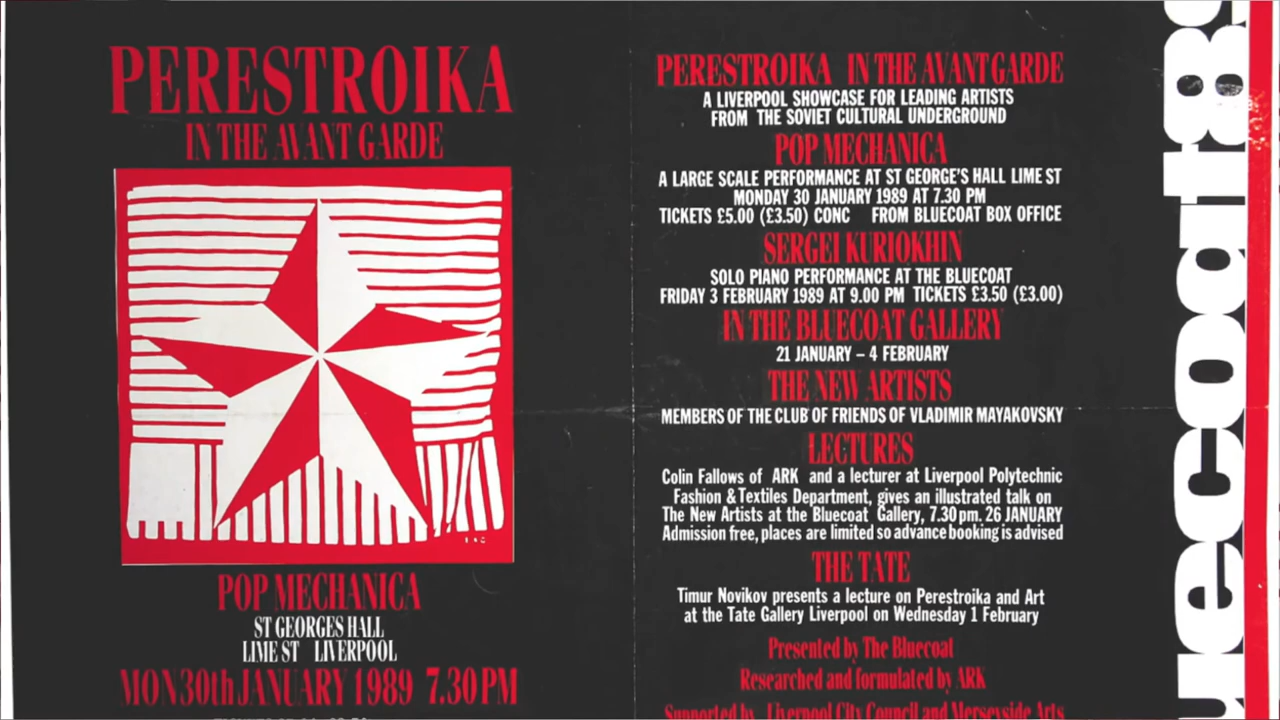 PERESTROIKA
IN THE AVANT GARDE
POP MECHANICA
ST GEORGES HALL
LIME ST LIVERPOOL
MON 30th JANUARY 1989 7.30 PM
PERESTROIKA IN THE AVANT GARDE
A LIVERPOOL SHOWCASE FOR LEADING ARTISTS
FROM THE SOVIET CULTURAL UNDERGROUND
POP MECHANICA
A LARGE SCALE PERFORMANCE AT ST GEORGE'S HALL LIME ST
MONDAY 30 JANUARY 1989 AT 7.30 PM
TICKETS £5.00 (£3.50) CONC FROM BLUECOAT BOX OFFICE
SERGEI KURIOKHIN
SOLO PIANO PERFORMANCE AT THE BLUECOAT
FRIDAY 3 FEBRUARY 1989 AT 9.00 PM TICKETS £3.50 (£3.00)
IN THE BLUECOAT GALLERY
21 JANUARY – 4 FEBRUARY
THE NEW ARTISTS
MEMBERS OF THE CLUB OF FRIENDS OF VLADIMIR MAYAKOVSKY
LECTURES
Colin Fallows of ARK and a lecturer at Liverpool Polytechnic
Fashion & Textiles Department, gives an illustrated talk on
The New Artists at the Bluecoat Gallery, 7.30 pm. 26 JANUARY
Admission free, places are limited so advance booking is advised
THE TATE
Timur Novikov presents a lecture on Perestroika and Art
at the Tate Gallery Liverpool on Wednesday 1 February
Presented by The Bluecoat
Researched and formulated by ARK
Supported by Liverpool City Council and Merseyside Arts
uecoat8